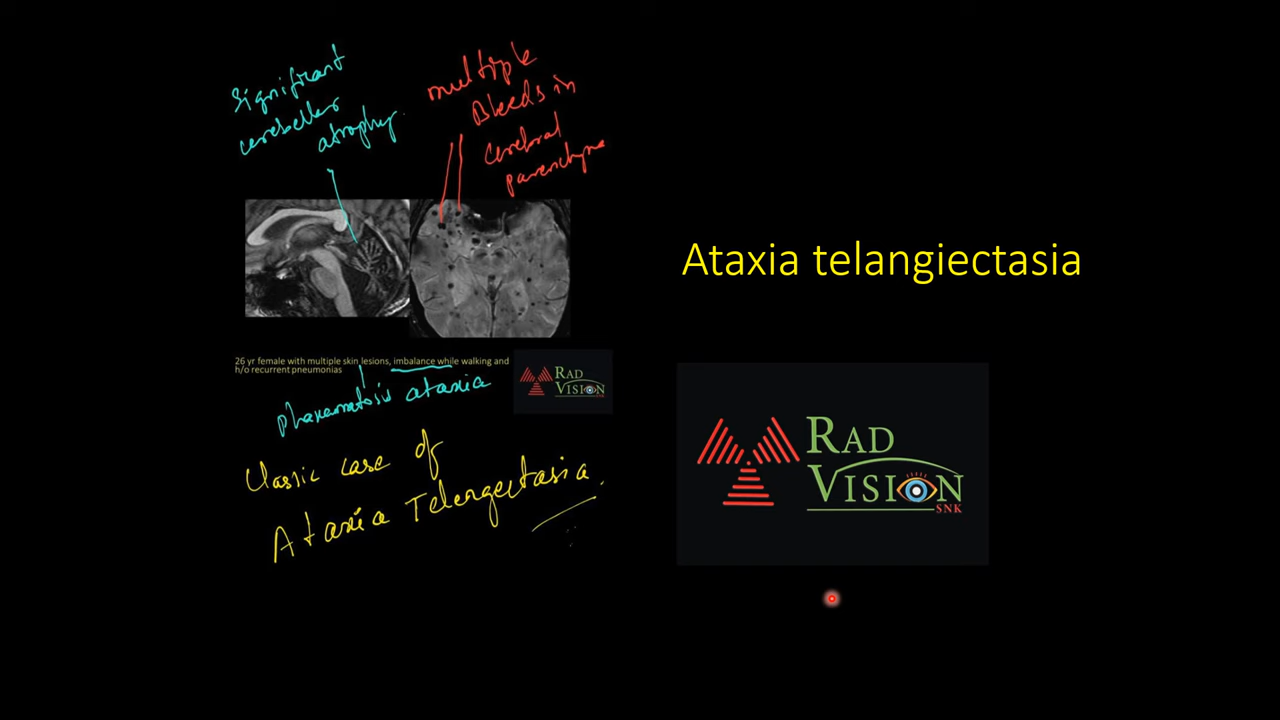 Significant
cerebellar
atrophy.
multiple
Bleeds in
cerebral
parenchyma
Ataxia telangiectasia
26 yr female with multiple skin lesions, imbalance while walking and
h/o recurrent pneumonias
RAD
VISION
SNK
ataxia
Classic case of
Ataxia Telengectasia.
RAD
VISION
SNK